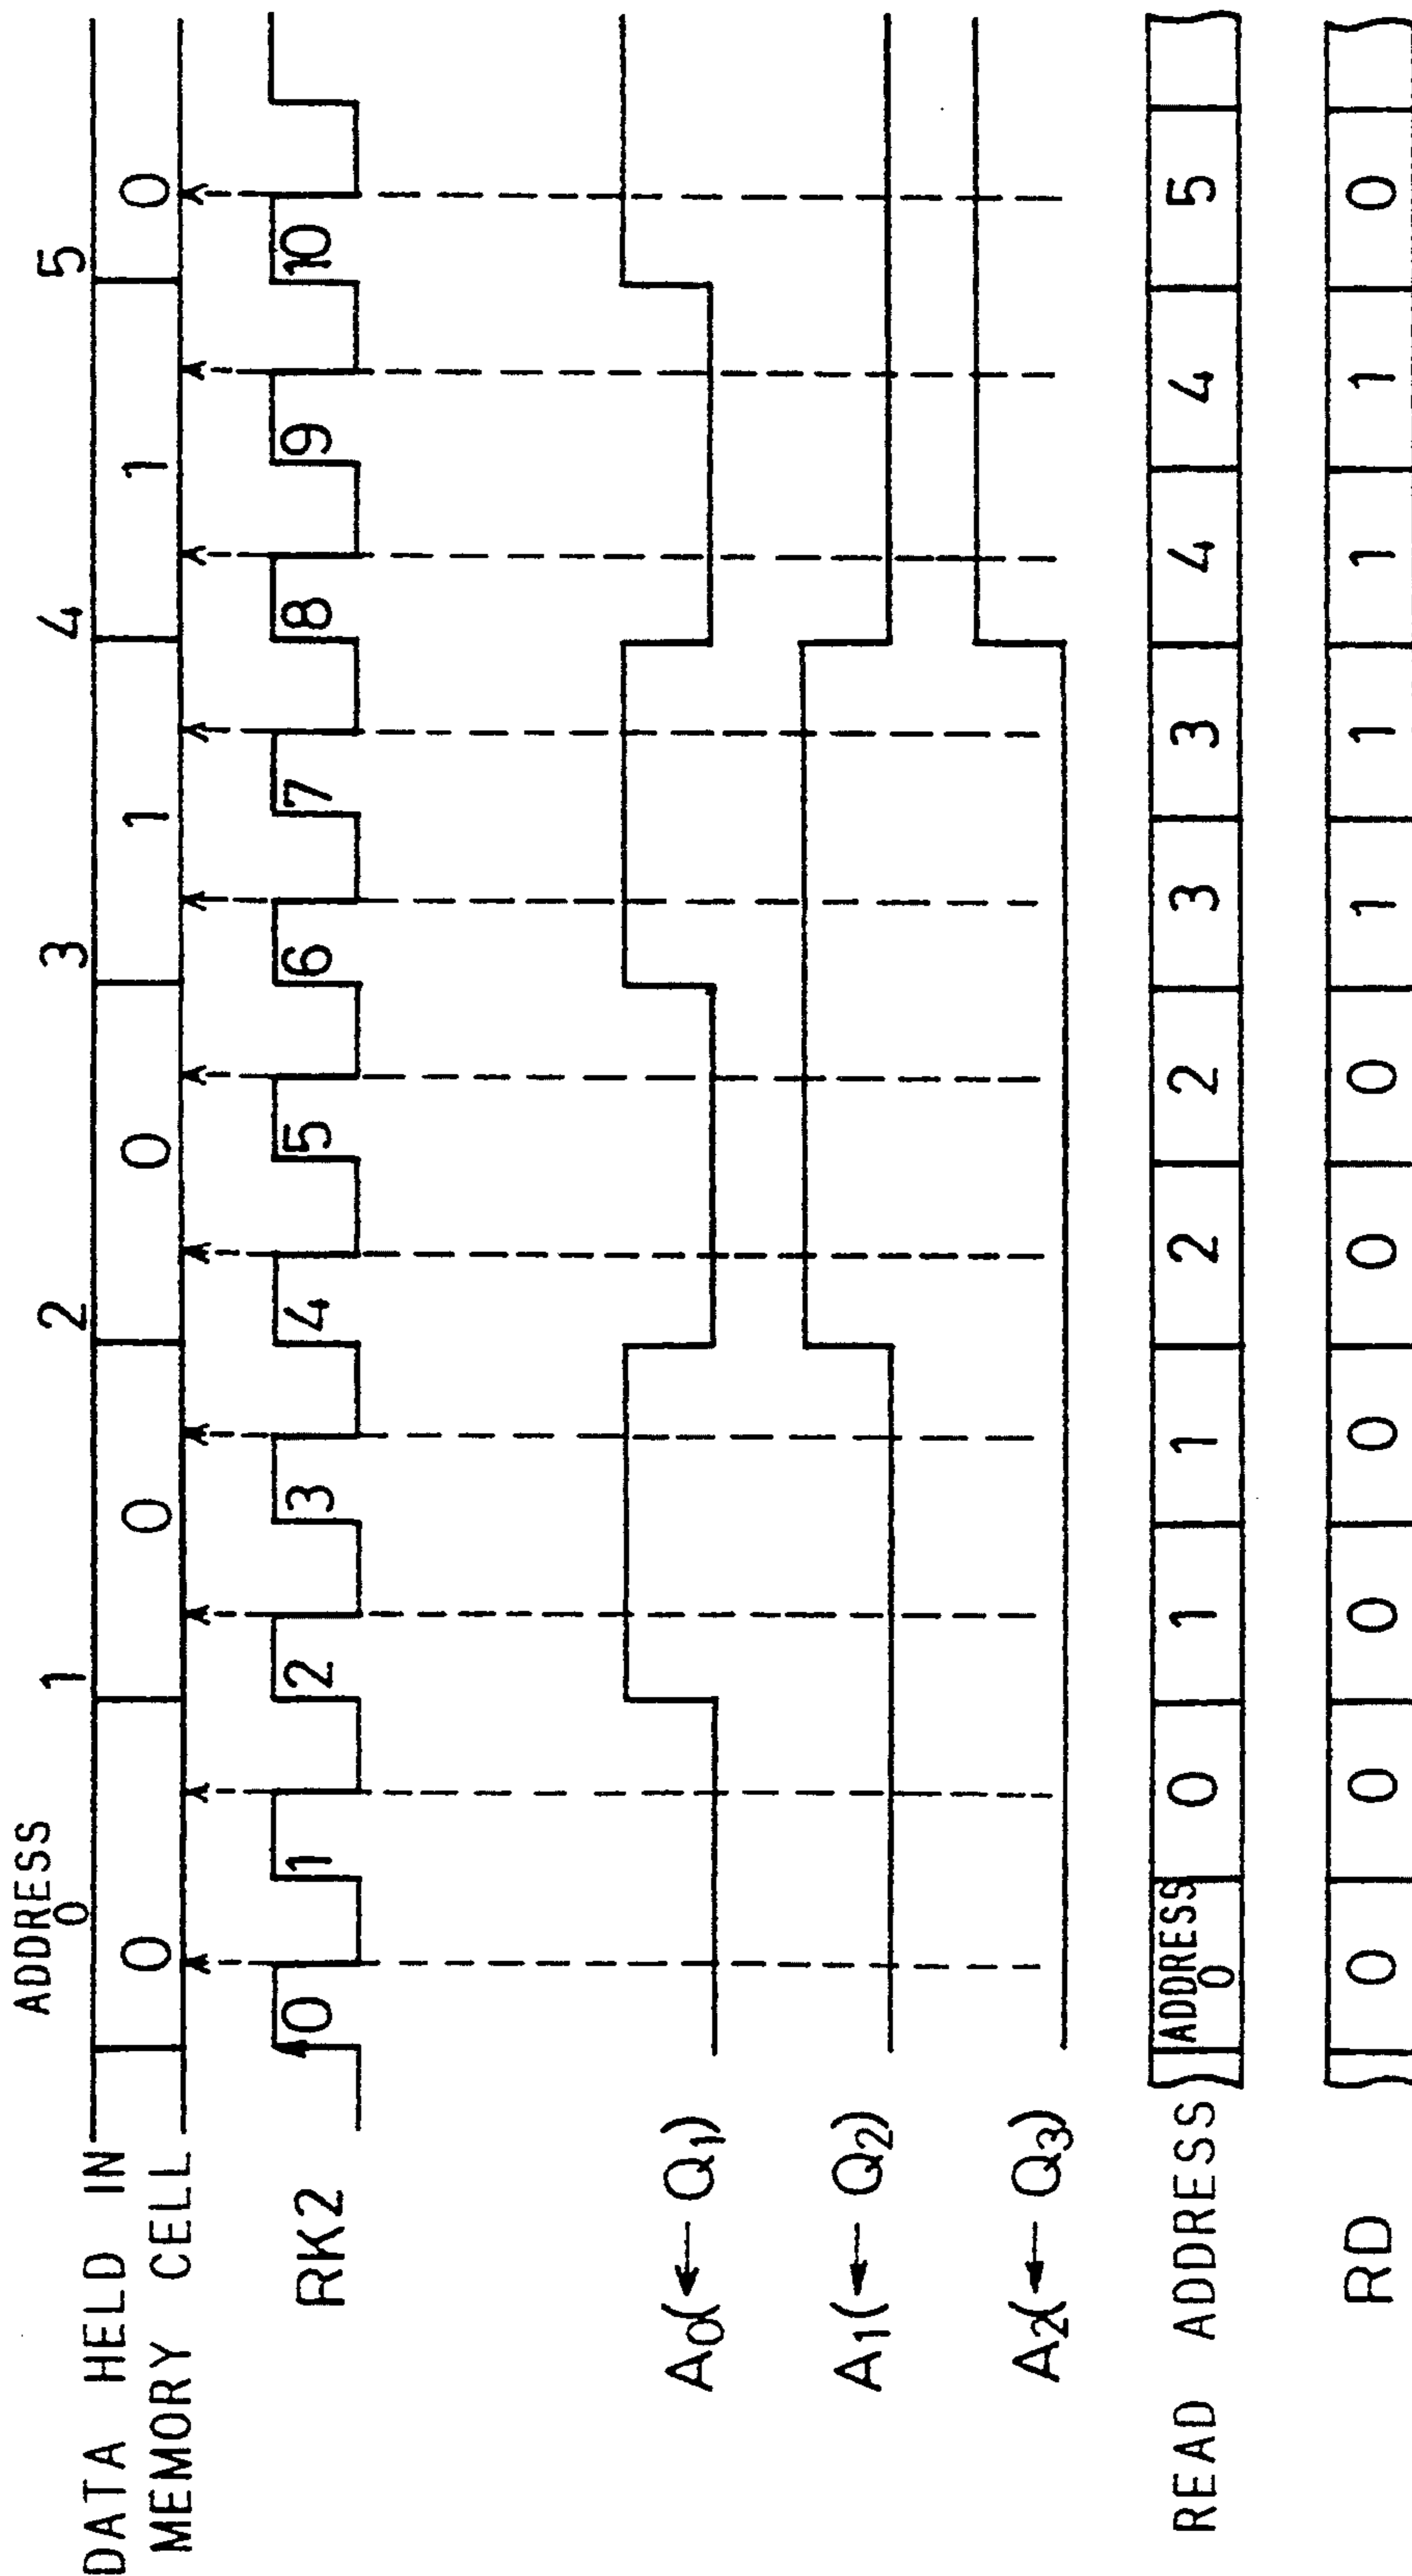 ADDRESS
0 1 2 3 4 5
DATA HELD IN
MEMORY CELL
0 0 0 1 1 0
RK2
0 1 2 3 4 5 6 7 8 9 10
A0(← Q1)
A1(← Q2)
A2(← Q3)
READ ADDRESS
ADDRESS
0 0 1 1 2 2 3 3 4 4 5
RD
0 0 0 0 0 0 1 1 1 1 0